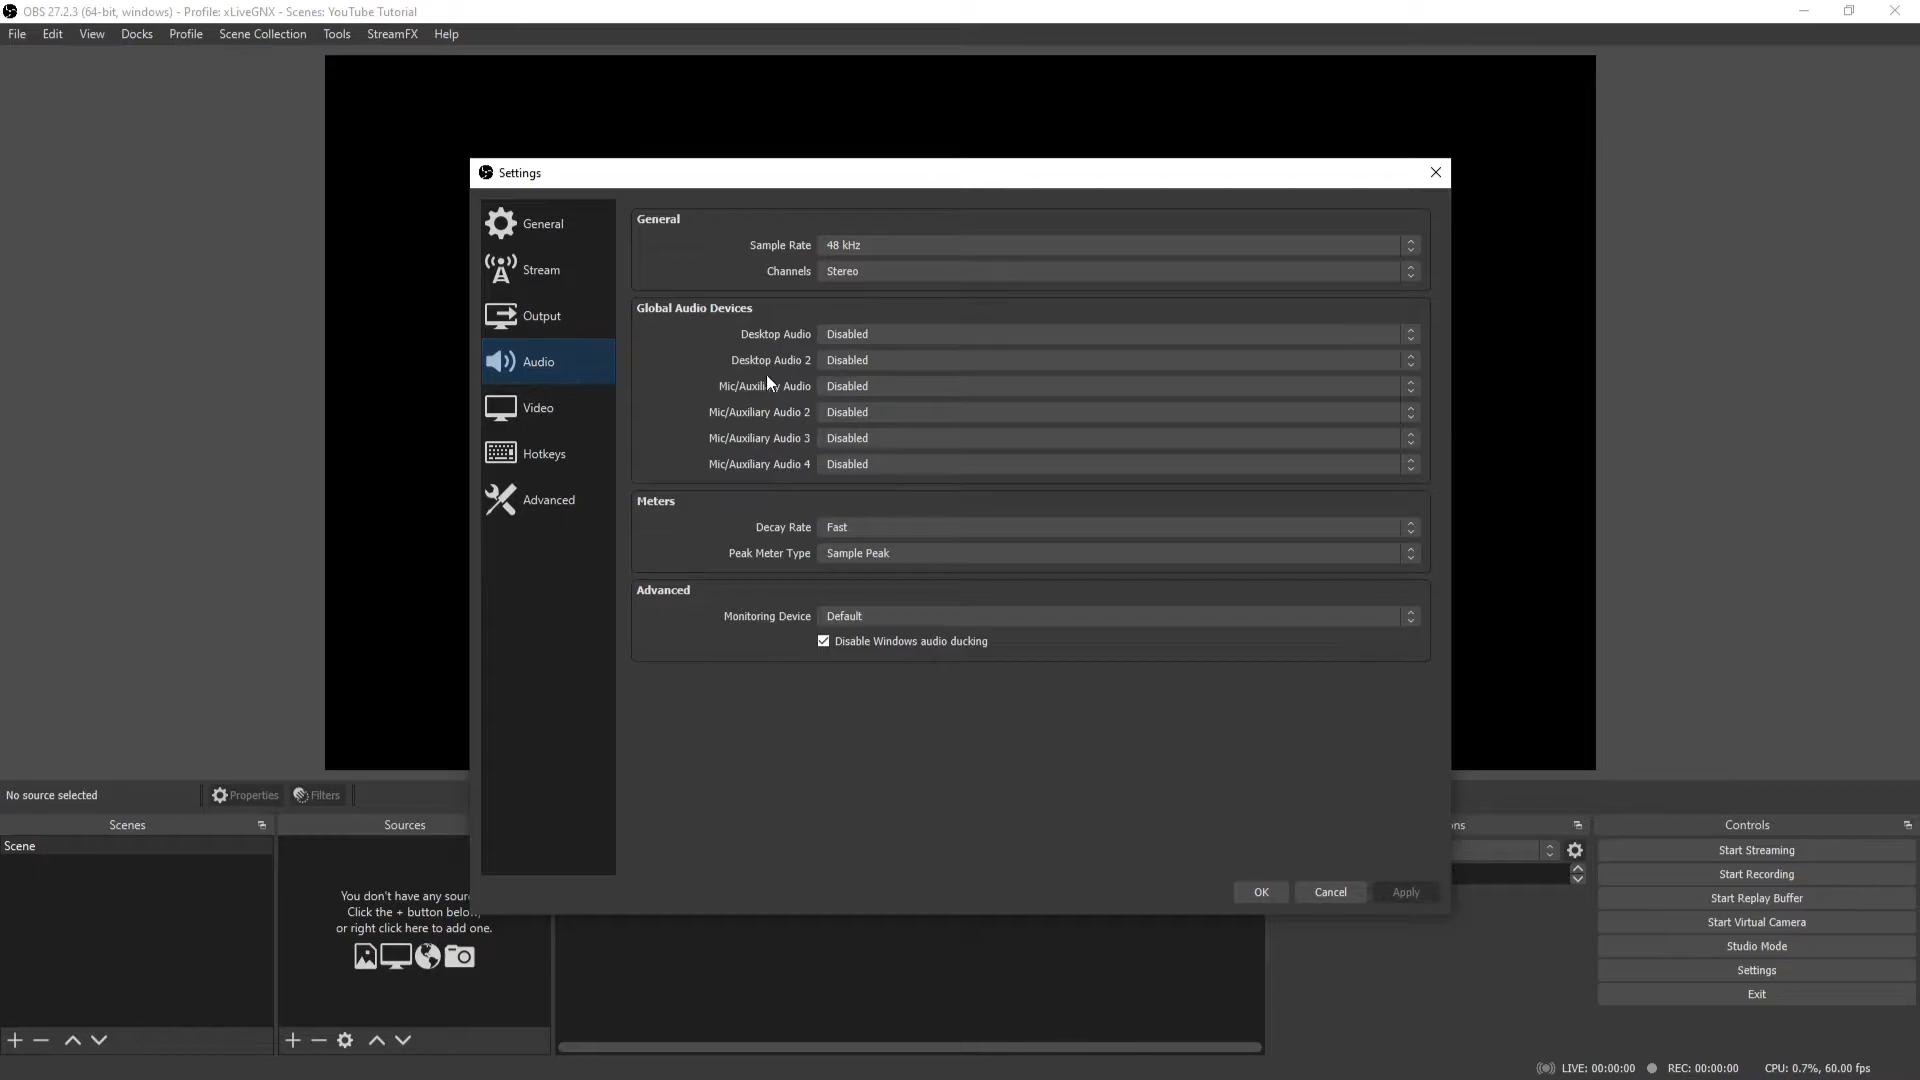 OBS 27.2.3 (64-bit, windows) - Profile: xLiveGNX - Scenes: YouTube Tutorial
File Edit View Docks Profile Scene Collection Tools StreamFX Help
Settings
General
Stream
Output
Audio
Video
Hotkeys
Advanced
General
Sample Rate 48 kHz
Channels Stereo
Global Audio Devices
Desktop Audio Disabled
Desktop Audio 2 Disabled
Mic/Auxiliary Audio Disabled
Mic/Auxiliary Audio 2 Disabled
Mic/Auxiliary Audio 3 Disabled
Mic/Auxiliary Audio 4 Disabled
Meters
Decay Rate Fast
Peak Meter Type Sample Peak
Advanced
Monitoring Device Default
Disable Windows audio ducking
OK Cancel Apply
No source selected Properties Filters
Scenes
Scene
Sources
You don't have any sour
Click the + button below,
or right click here to add one.
ons
Controls
Start Streaming
Start Recording
Start Replay Buffer
Start Virtual Camera
Studio Mode
Settings
Exit
LIVE: 00:00:00 REC: 00:00:00 CPU: 0.7%, 60.00 fps